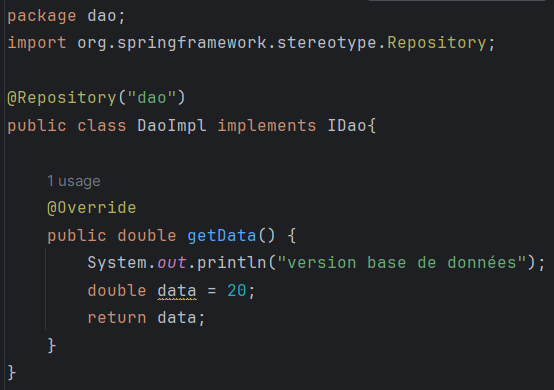 package dao;
import org.springframework.stereotype.Repository;
@Repository("dao")
public class DaoImpl implements IDao{
1 usage
@Override
public double getData() {
System.out.println("version base de données");
double data = 20;
return data;
}
}